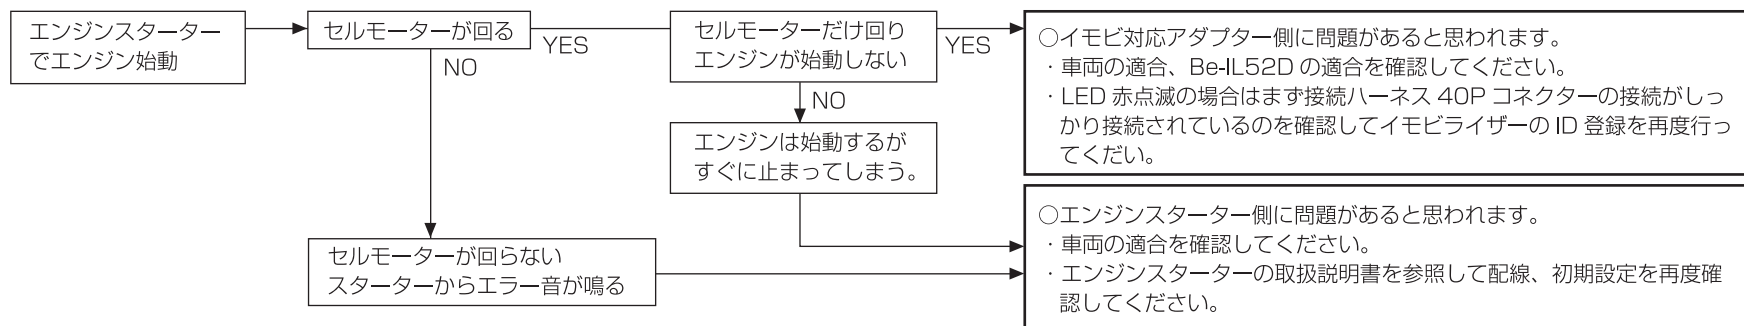 エンジンスターター
でエンジン始動
セルモーターが回る
YES
NO
セルモーターだけ回り
エンジンが始動しない
YES
NO
エンジンは始動するが
すぐに止まってしまう。
セルモーターが回らない
スターターからエラー音が鳴る
○イモビ対応アダプター側に問題があると思われます。
・車両の適合、Be-IL52D の適合を確認してください。
・LED 赤点滅の場合はまず接続ハーネス 40P コネクターの接続がしっ
かり接続されているのを確認してイモビライザーの ID 登録を再度行っ
てくだい。
○エンジンスターター側に問題があると思われます。
・車両の適合を確認してください。
・エンジンスターターの取扱説明書を参照して配線、初期設定を再度確
認してください。